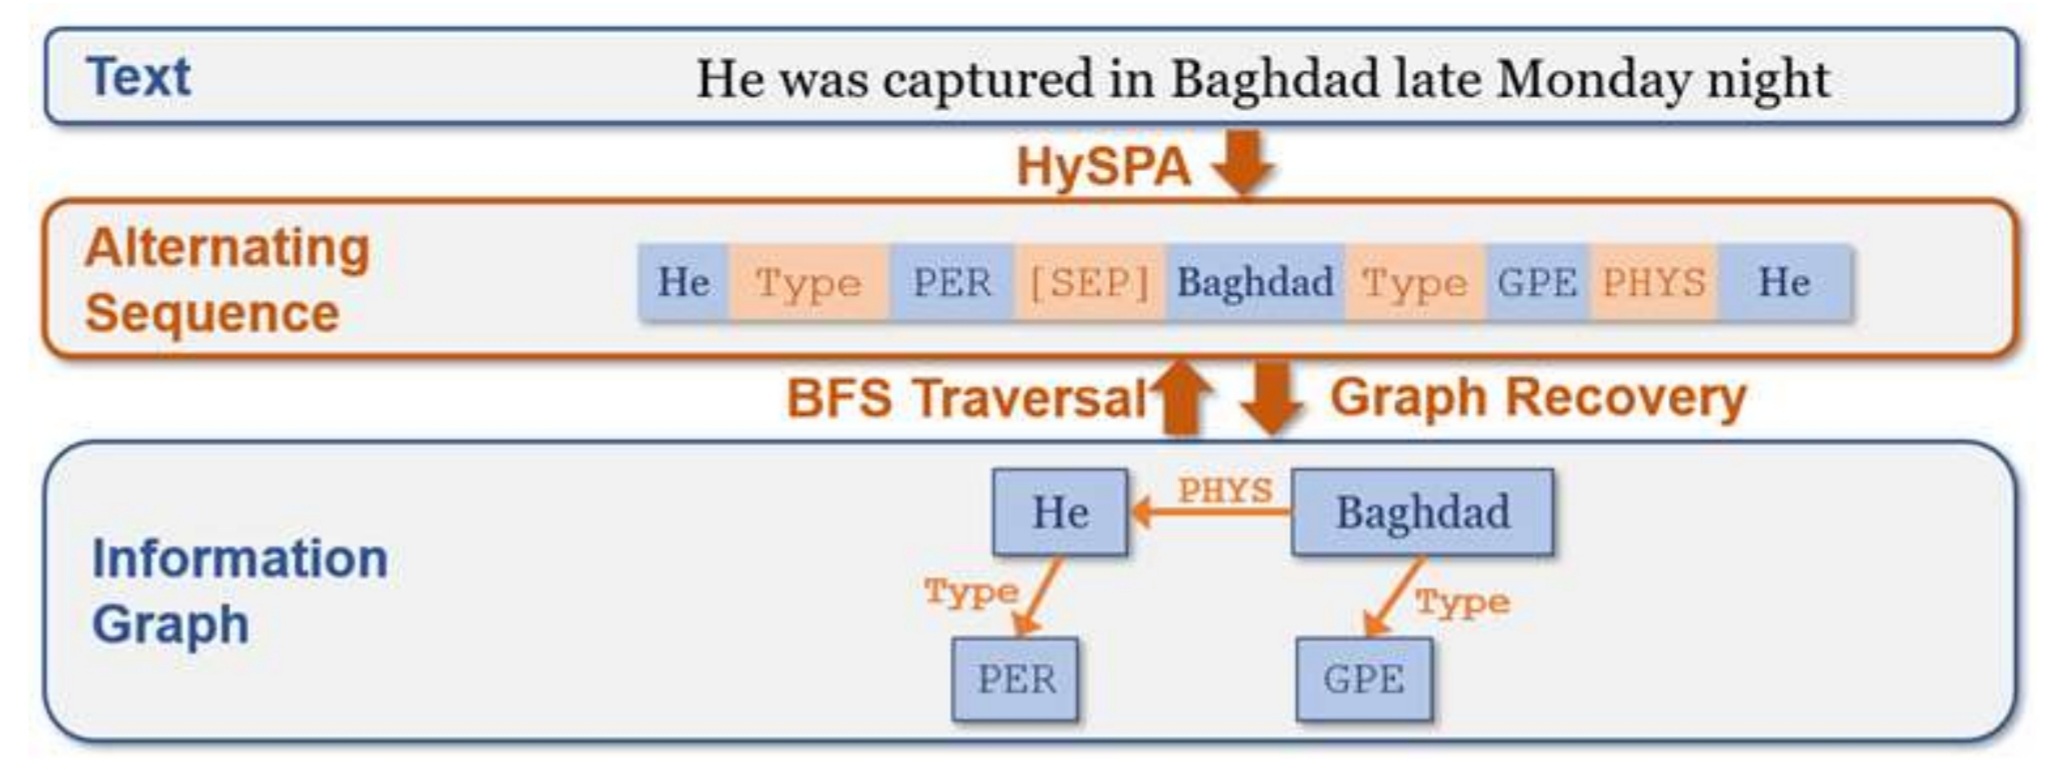 Text
He was captured in Baghdad late Monday night
HySPA
Alternating
Sequence
He Type PER [SEP] Baghdad Type GPE PHYS He
BFS Traversal
Graph Recovery
Information
Graph
He
PHYS
Baghdad
Type
Type
PER
GPE